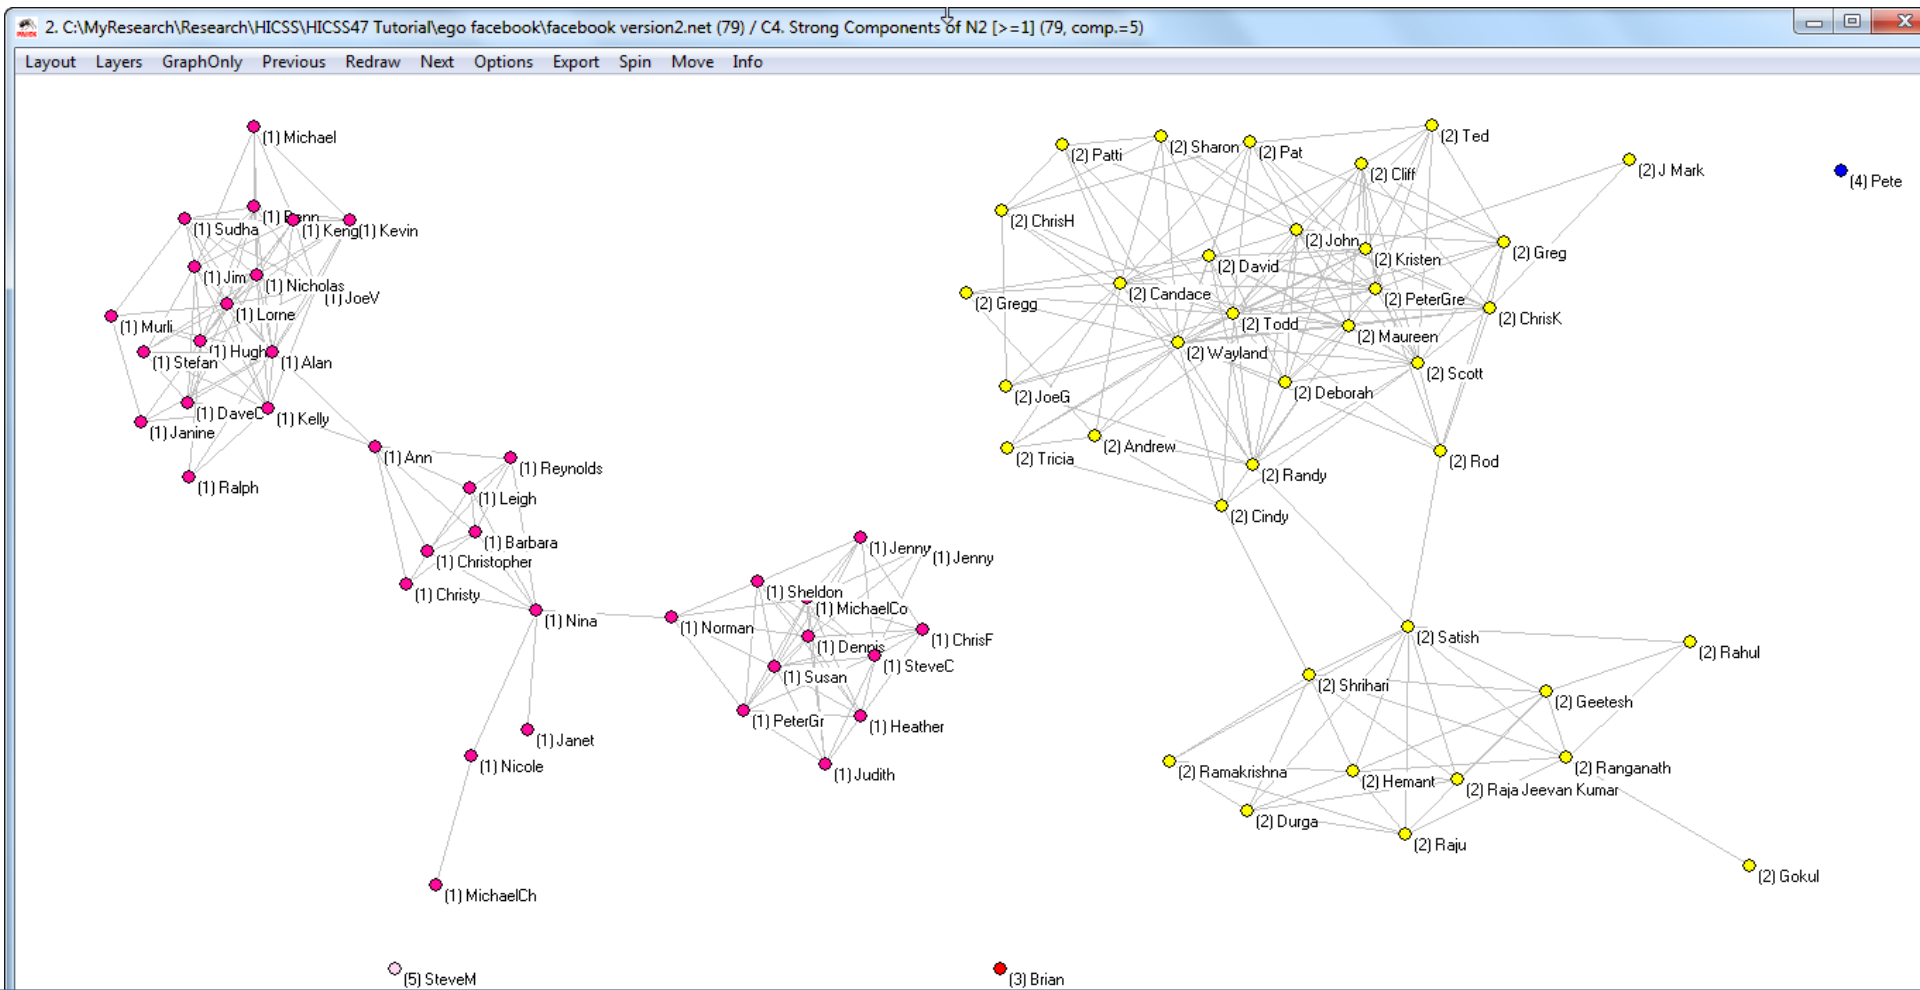 2. C:\MyResearch\Research\HICSS\HICSS47 Tutorial\ego facebook\facebook version2.net (79) / C4. Strong Components of N2 [>=1] (79, comp.=5)
Layout Layers GraphOnly Previous Redraw Next Options Export Spin Move Info
(1) Michael
(1) Benn
(1) Sudha
(1) Keng
(1) Kevin
(1) Jim
(1) Nicholas
(1) JoeV
(1) Lorne
(1) Murli
(1) Hugh
(1) Stefan
(1) Alan
(1) DaveC
(1) Kelly
(1) Janine
(1) Ralph
(1) Ann
(1) Reynolds
(1) Leigh
(1) Barbara
(1) Christopher
(1) Christy
(1) Nina
(1) Janet
(1) Nicole
(1) MichaelCh
(1) Jenny
(1) Jenny
(1) Sheldon
(1) MichaelCo
(1) Norman
(1) Dennis
(1) ChrisF
(1) SteveC
(1) Susan
(1) PeterGr
(1) Heather
(1) Judith
(2) Patti
(2) Sharon
(2) Pat
(2) Ted
(2) Cliff
(2) J Mark
(4) Pete
(2) ChrisH
(2) John
(2) Kristen
(2) Greg
(2) David
(2) Candace
(2) PeterGre
(2) Gregg
(2) Todd
(2) ChrisK
(2) Maureen
(2) Wayland
(2) Scott
(2) Deborah
(2) JoeG
(2) Andrew
(2) Tricia
(2) Randy
(2) Rod
(2) Cindy
(2) Satish
(2) Rahul
(2) Shrihari
(2) Geetesh
(2) Ramakrishna
(2) Hemant
(2) Ranganath
(2) Raja Jeevan Kumar
(2) Durga
(2) Raju
(2) Gokul
(5) SteveM
(3) Brian